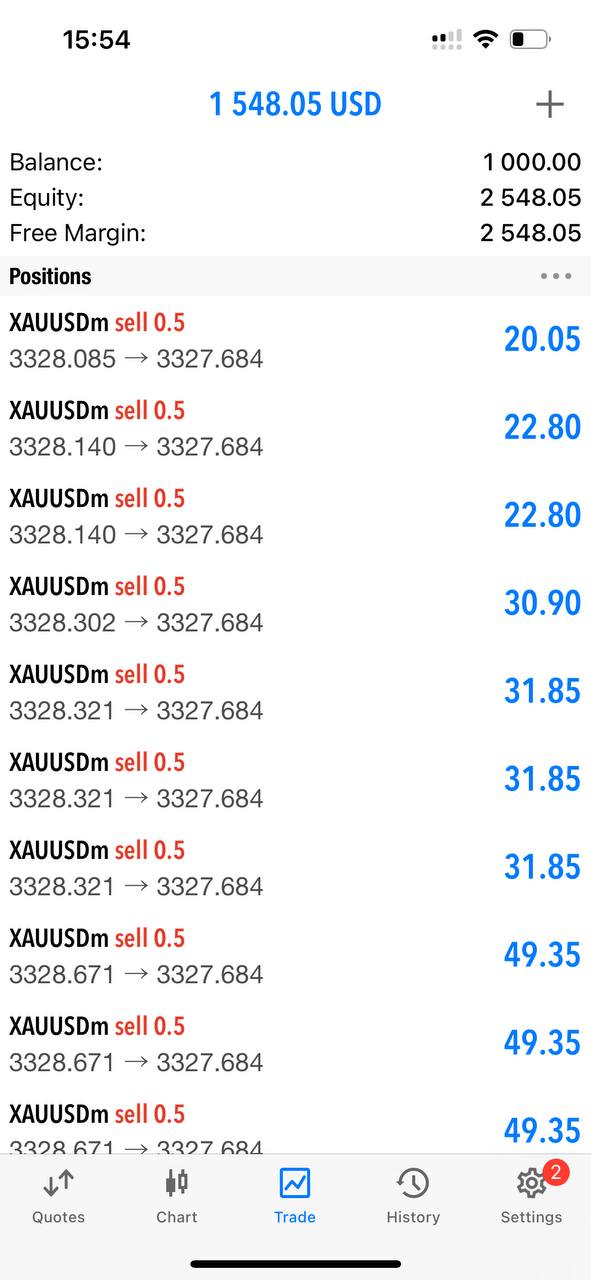 15:54
1 548.05 USD
Balance: 1 000.00
Equity: 2 548.05
Free Margin: 2 548.05
Positions
XAUUSDm sell 0.5
3328.085 → 3327.684 20.05
XAUUSDm sell 0.5
3328.140 → 3327.684 22.80
XAUUSDm sell 0.5
3328.140 → 3327.684 22.80
XAUUSDm sell 0.5
3328.302 → 3327.684 30.90
XAUUSDm sell 0.5
3328.321 → 3327.684 31.85
XAUUSDm sell 0.5
3328.321 → 3327.684 31.85
XAUUSDm sell 0.5
3328.321 → 3327.684 31.85
XAUUSDm sell 0.5
3328.671 → 3327.684 49.35
XAUUSDm sell 0.5
3328.671 → 3327.684 49.35
XAUUSDm sell 0.5
3328.671 → 3327.684 49.35
2
Quotes Chart Trade History Settings